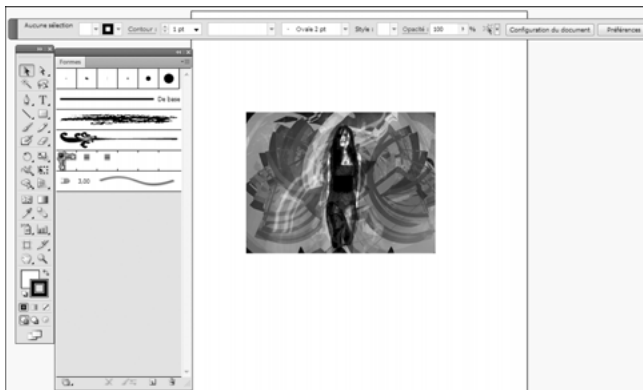 Aucune sélection Contour : 1 pt Ovale 2 pt Style : Opacité : 100 % Configuration du document Préférences
Formes
De base
3.00